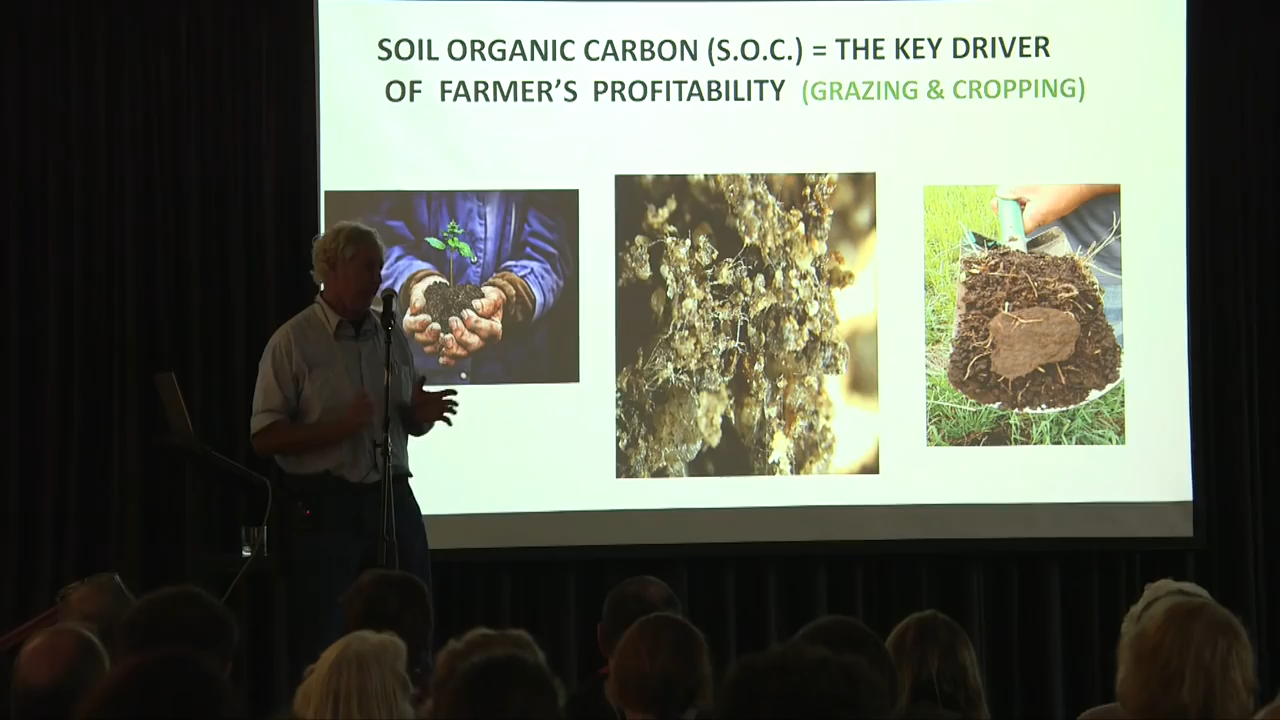 SOIL ORGANIC CARBON (S.O.C.) = THE KEY DRIVER
OF FARMER'S PROFITABILITY (GRAZING & CROPPING)